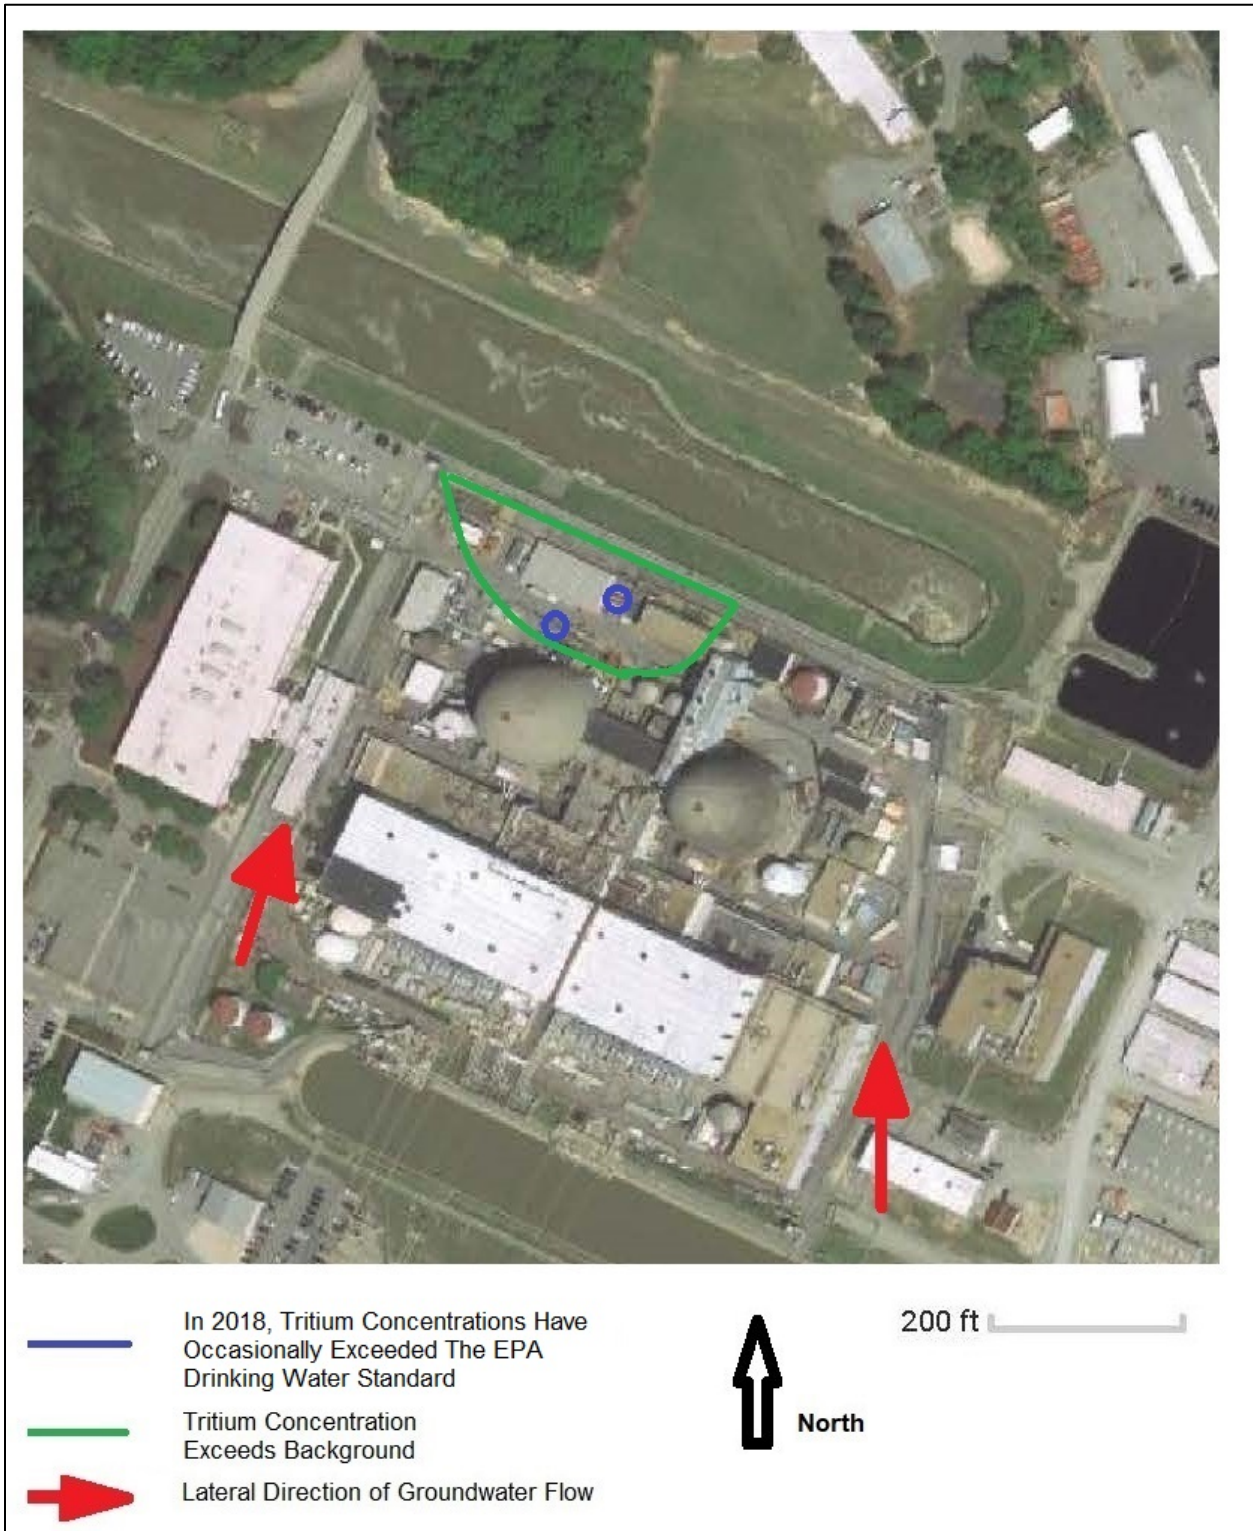 In 2018, Tritium Concentrations Have
Occasionally Exceeded The EPA
Drinking Water Standard
200 ft
Tritium Concentration
Exceeds Background
North
Lateral Direction of Groundwater Flow